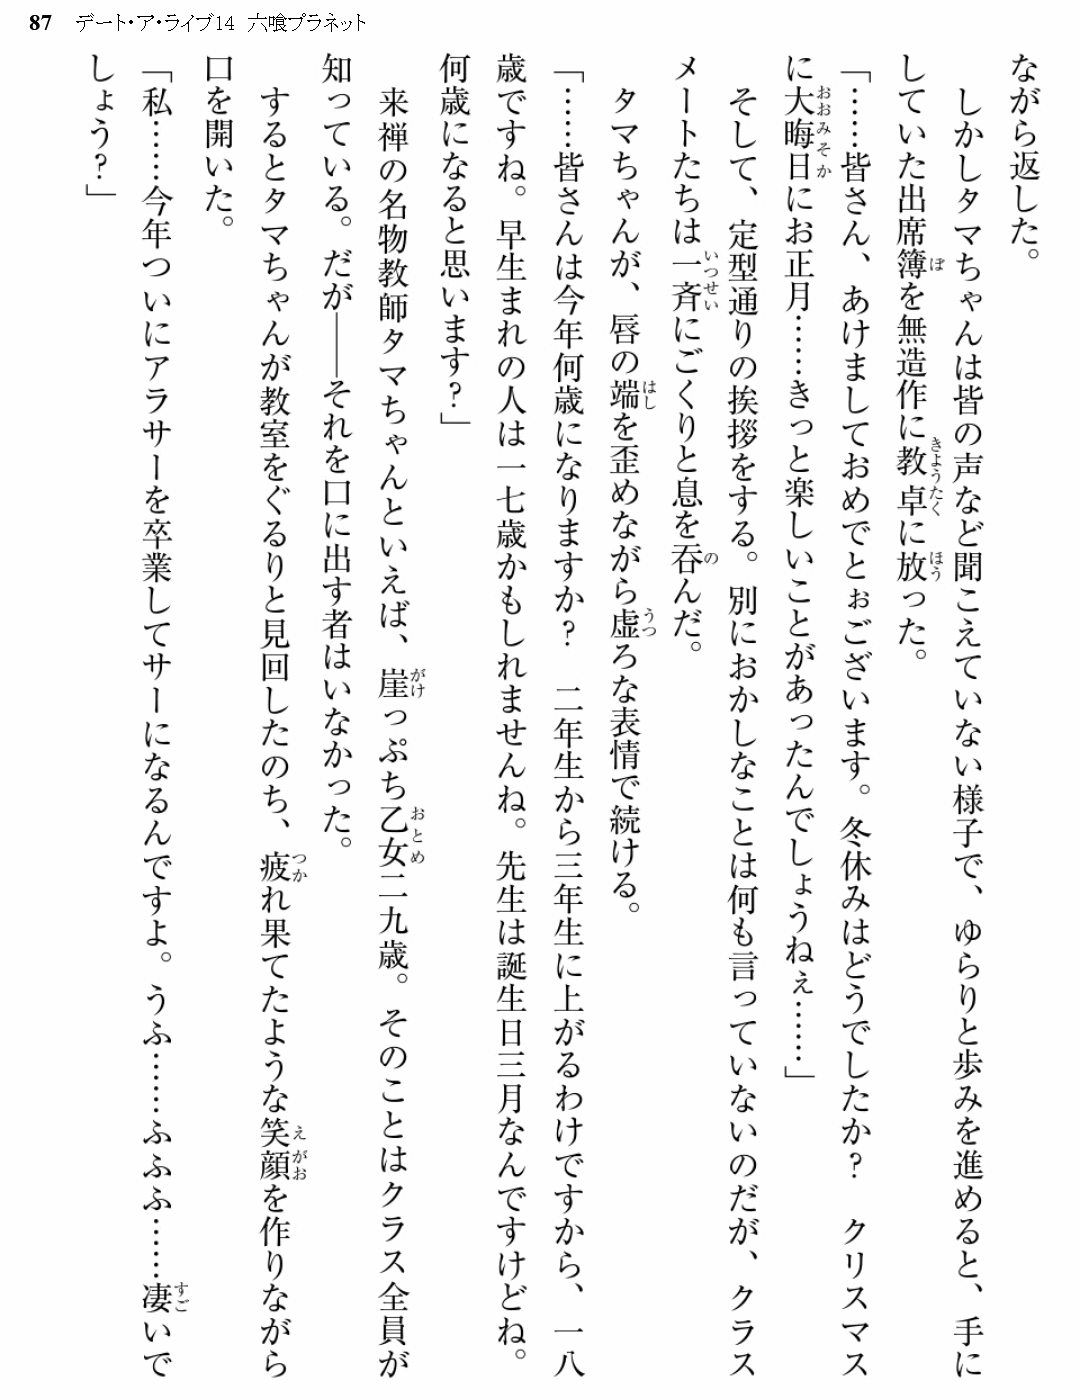 87 デート・ア・ライブ14 六喰プラネット
ながら返した。
しかしタマちゃんは皆の声など聞こえていない様子で、ゆらりと歩みを進めると、手に
していた出席簿を無造作に教卓に放った。
「……皆さん、あけましておめでとぉございます。冬休みはどうでしたか？　クリスマス
に大晦日にお正月……きっと楽しいことがあったんでしょうねぇ……」
そして、定型通りの挨拶をする。別におかしなことは何も言っていないのだが、クラス
メートたちは一斉にごくりと息を呑んだ。
タマちゃんが、唇の端を歪めながら虚ろな表情で続ける。
「……皆さんは今年何歳になりますか？　二年生から三年生に上がるわけですから、一八
歳ですね。早生まれの人は一七歳かもしれませんね。先生は誕生日三月なんですけどね。
何歳になると思います？」
来禅の名物教師タマちゃんといえば、崖っぷち乙女二九歳。そのことはクラス全員が
知っている。だが――それを口に出す者はいなかった。
するとタマちゃんが教室をぐるりと見回したのち、疲れ果てたような笑顔を作りながら
口を開いた。
「私……今年ついにアラサーを卒業してサーになるんですよ。うふ……ふふふ……凄いで
しょう？」